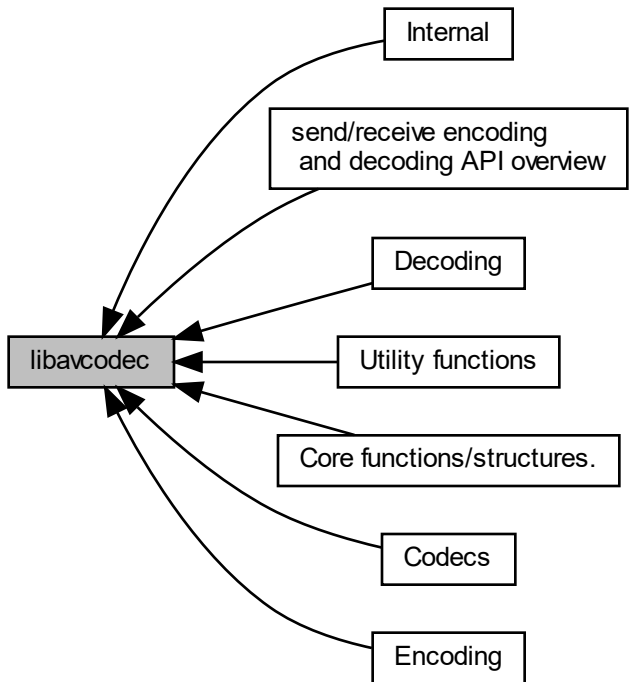 Internal
send/receive encoding
and decoding API overview
Decoding
libavcodec
Utility functions
Core functions/structures.
Codecs
Encoding